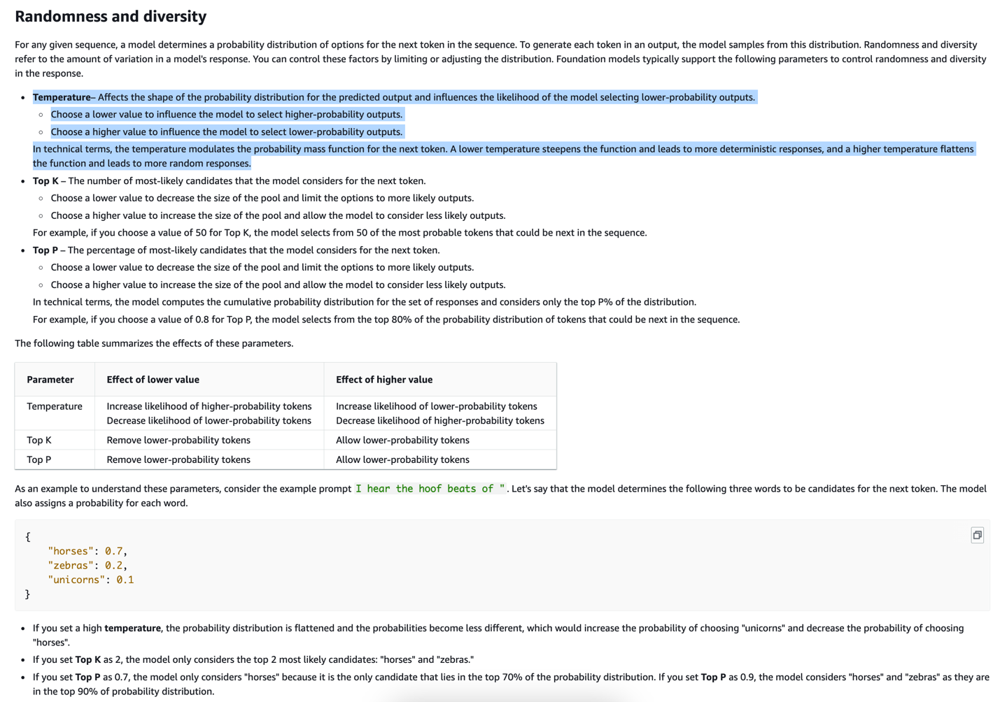 Randomness and diversity
For any given sequence, a model determines a probability distribution of options for the next token in the sequence. To generate each token in an output, the model samples from this distribution. Randomness and diversity
refer to the amount of variation in a model's response. You can control these factors by limiting or adjusting the distribution. Foundation models typically support the following parameters to control randomness and diversity
in the response.
• Temperature– Affects the shape of the probability distribution for the predicted output and influences the likelihood of the model selecting lower-probability outputs.
◦ Choose a lower value to influence the model to select higher-probability outputs.
◦ Choose a higher value to influence the model to select lower-probability outputs.
In technical terms, the temperature modulates the probability mass function for the next token. A lower temperature steepens the function and leads to more deterministic responses, and a higher temperature flattens
the function and leads to more random responses.
• Top K – The number of most-likely candidates that the model considers for the next token.
◦ Choose a lower value to decrease the size of the pool and limit the options to more likely outputs.
◦ Choose a higher value to increase the size of the pool and allow the model to consider less likely outputs.
For example, if you choose a value of 50 for Top K, the model selects from 50 of the most probable tokens that could be next in the sequence.
• Top P – The percentage of most-likely candidates that the model considers for the next token.
◦ Choose a lower value to decrease the size of the pool and limit the options to more likely outputs.
◦ Choose a higher value to increase the size of the pool and allow the model to consider less likely outputs.
In technical terms, the model computes the cumulative probability distribution for the set of responses and considers only the top P% of the distribution.
For example, if you choose a value of 0.8 for Top P, the model selects from the top 80% of the probability distribution of tokens that could be next in the sequence.
The following table summarizes the effects of these parameters.
Parameter Effect of lower value Effect of higher value
Temperature Increase likelihood of higher-probability tokens Increase likelihood of lower-probability tokens
Decrease likelihood of lower-probability tokens Decrease likelihood of higher-probability tokens
Top K Remove lower-probability tokens Allow lower-probability tokens
Top P Remove lower-probability tokens Allow lower-probability tokens
As an example to understand these parameters, consider the example prompt I hear the hoof beats of ". Let's say that the model determines the following three words to be candidates for the next token. The model
also assigns a probability for each word.
{
"horses": 0.7,
"zebras": 0.2,
"unicorns": 0.1
}
• If you set a high temperature, the probability distribution is flattened and the probabilities become less different, which would increase the probability of choosing "unicorns" and decrease the probability of choosing
"horses".
• If you set Top K as 2, the model only considers the top 2 most likely candidates: "horses" and "zebras."
• If you set Top P as 0.7, the model only considers "horses" because it is the only candidate that lies in the top 70% of the probability distribution. If you set Top P as 0.9, the model considers "horses" and "zebras" as they are
in the top 90% of probability distribution.